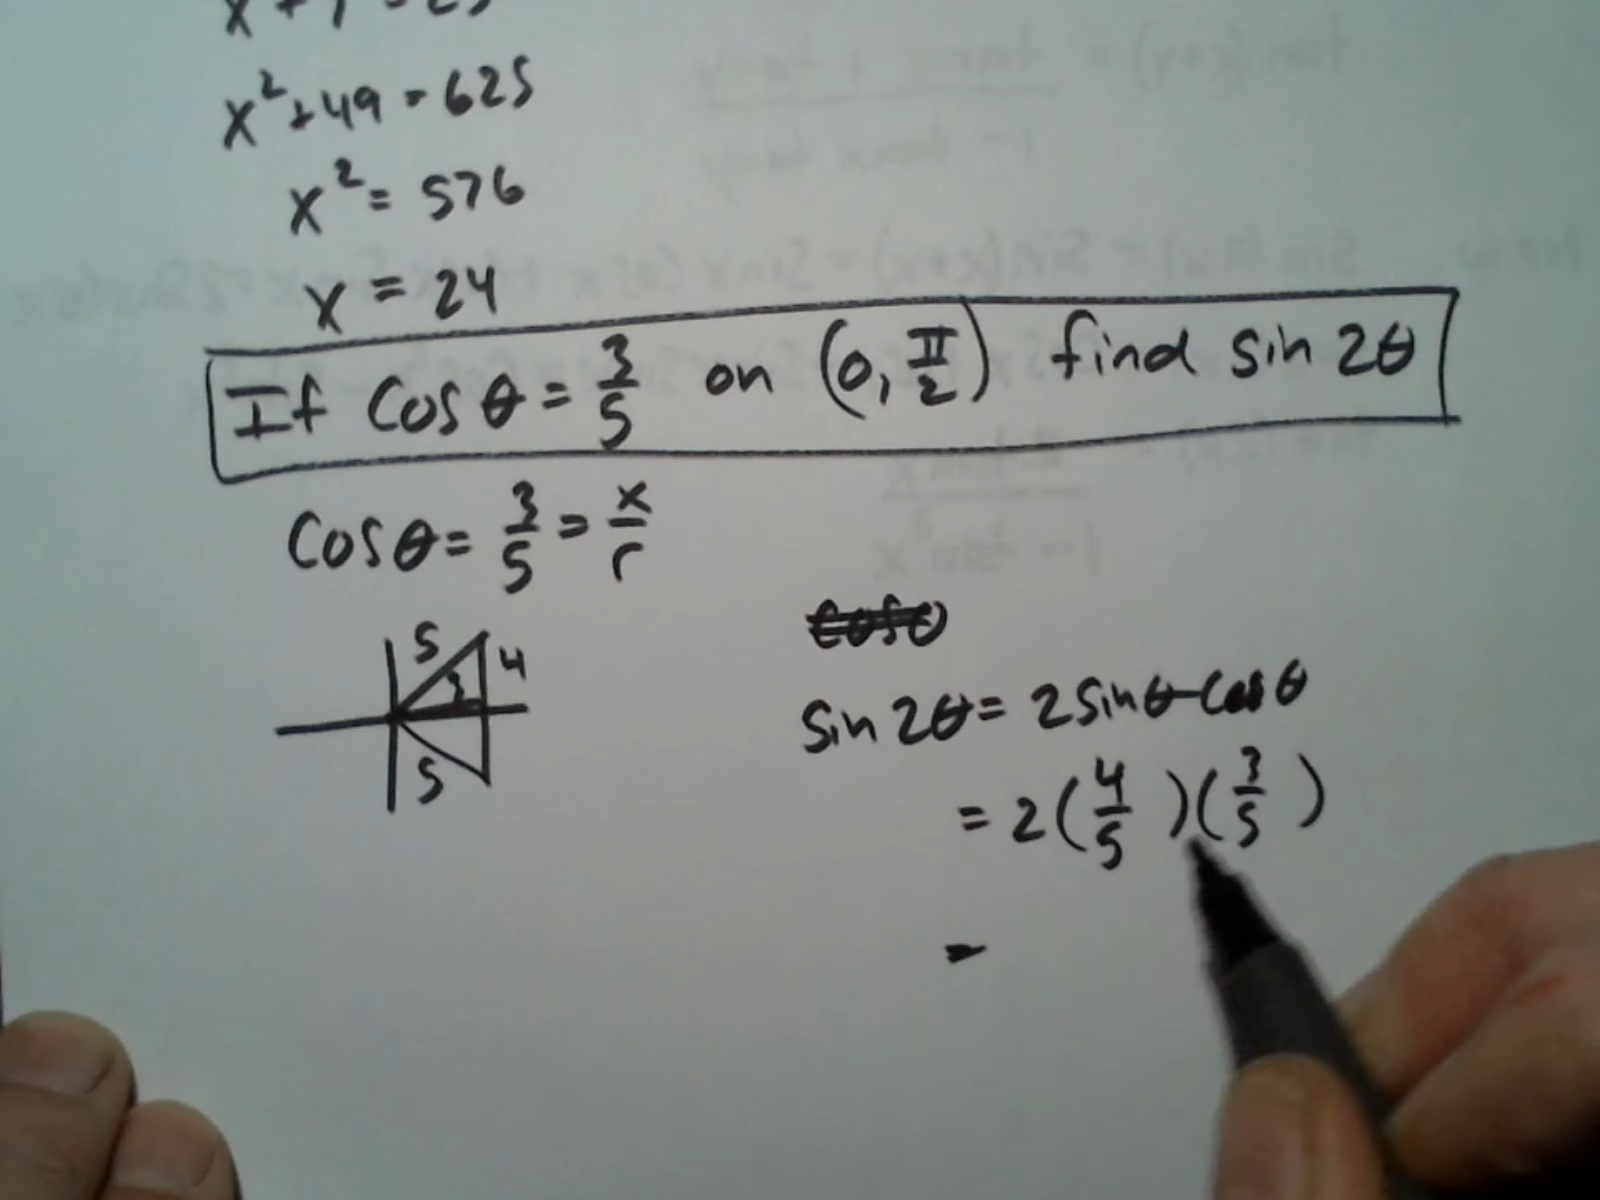 x² + 49 = 625
x² = 576
x = 24
If cos θ = 3/5 on (0, π/2) find sin 2θ
cos θ = 3/5 = x/r
5 4
3
5
cos θ
sin 2θ = 2 sin θ cos θ
= 2 (4/5) (3/5)
=